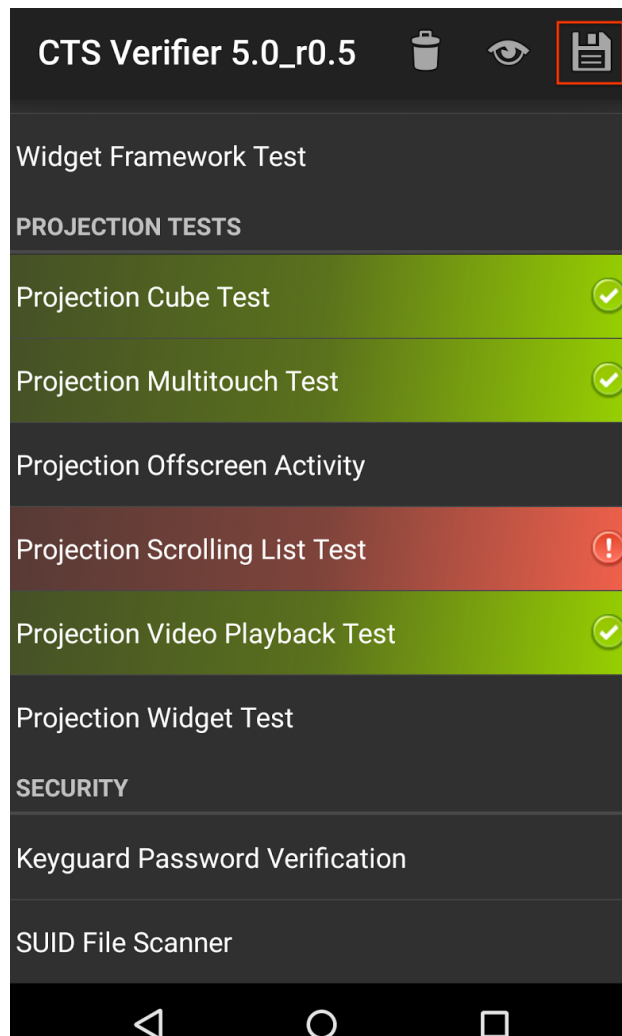 CTS Verifier 5.0_r0.5
Widget Framework Test
PROJECTION TESTS
Projection Cube Test
Projection Multitouch Test
Projection Offscreen Activity
Projection Scrolling List Test
Projection Video Playback Test
Projection Widget Test
SECURITY
Keyguard Password Verification
SUID File Scanner